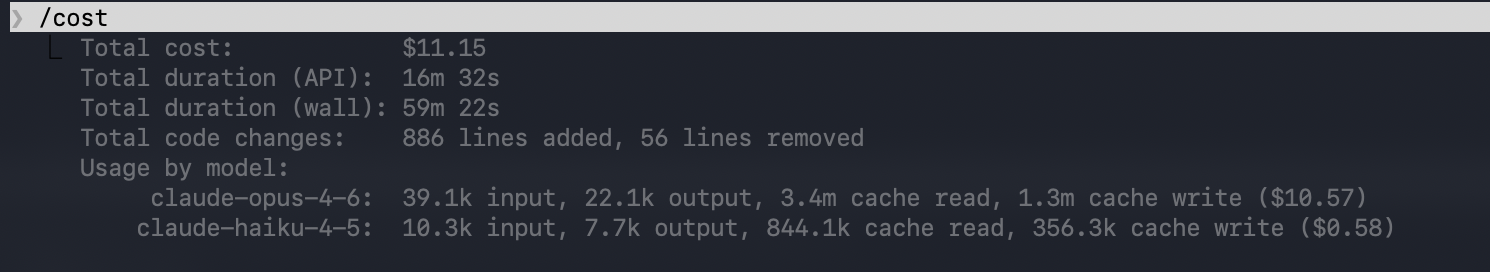 ❯ /cost
⎿ Total cost: $11.15
Total duration (API): 16m 32s
Total duration (wall): 59m 22s
Total code changes: 886 lines added, 56 lines removed
Usage by model:
claude-opus-4-6: 39.1k input, 22.1k output, 3.4m cache read, 1.3m cache write ($10.57)
claude-haiku-4-5: 10.3k input, 7.7k output, 844.1k cache read, 356.3k cache write ($0.58)